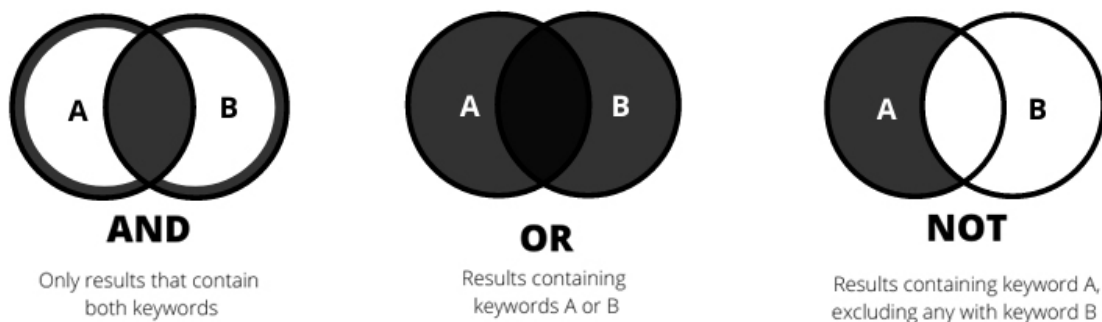 A
B
AND
Only results that contain
both keywords
A
B
OR
Results containing
keywords A or B
A
B
NOT
Results containing keyword A,
excluding any with keyword B